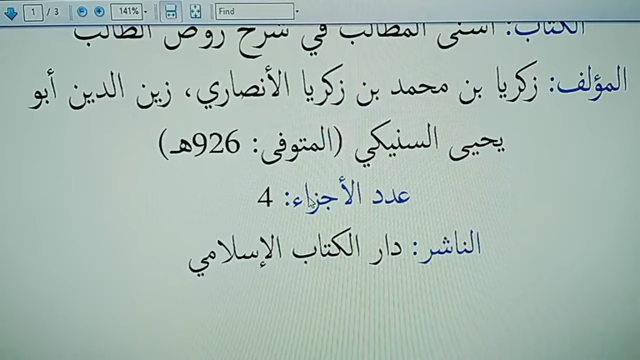 1 / 3 141% Find
الكتاب: أسنى المطالب في شرح روض الطالب
المؤلف: زكريا بن محمد بن زكريا الأنصاري، زين الدين أبو
يحيى السنيكي (المتوفى: 926هـ)
عدد الأجزاء: 4
الناشر: دار الكتاب الإسلامي